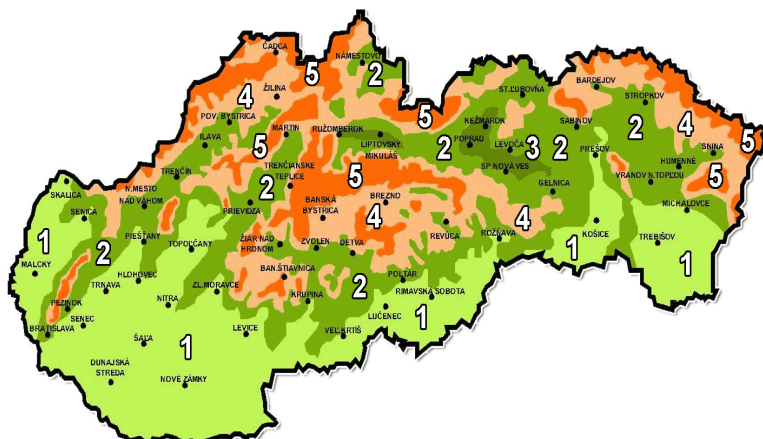 ČADCA
NÁMESTOVO
5
2
4
ŽILINA
POV. BYSTRICA
ILAVA
5
MARTIN
RUŽOMBEROK
LIPTOVSKÝ
MIKULÁŠ
5
ST.ĽUBOVŇA
KEŽMAROK
POPRAD
LEVOČA
2
3
2
SP.NOVÁ VES
GELNICA
BARDEJOV
STROPKOV
SABINOV
PREŠOV
2
4
5
SNINA
HUMENNÉ
VRANOV N.TOPĽOU
5
MICHALOVCE
TRENČÍN
TRENČIANSKE
TEPLICE
2
5
PRIEVIDZA
BANSKÁ
BYSTRICA
BREZNO
4
REVÚCA
ROŽŇAVA
4
KOŠICE
1
TREBIŠOV
1
SKALICA
N.MESTO
NAD VÁHOM
SENICA
1
2
PIEŠŤANY
TOPOĽČANY
ŽIAR NAD
HRONOM
ZVOLEN
DETVA
MALCKY
HLOHOVEC
TRNAVA
ZL.MORAVCE
BAN.ŠTIAVNICA
KRUPINA
2
POLTÁR
RIMAVSKÁ SOBOTA
LUČENEC
1
PEZINOK
BRATISLAVA
SENEC
NITRA
LEVICE
VEĽ.KRTÍŠ
ŠAĽA
1
DUNAJSKÁ
STREDA
NOVÉ ZÁMKY